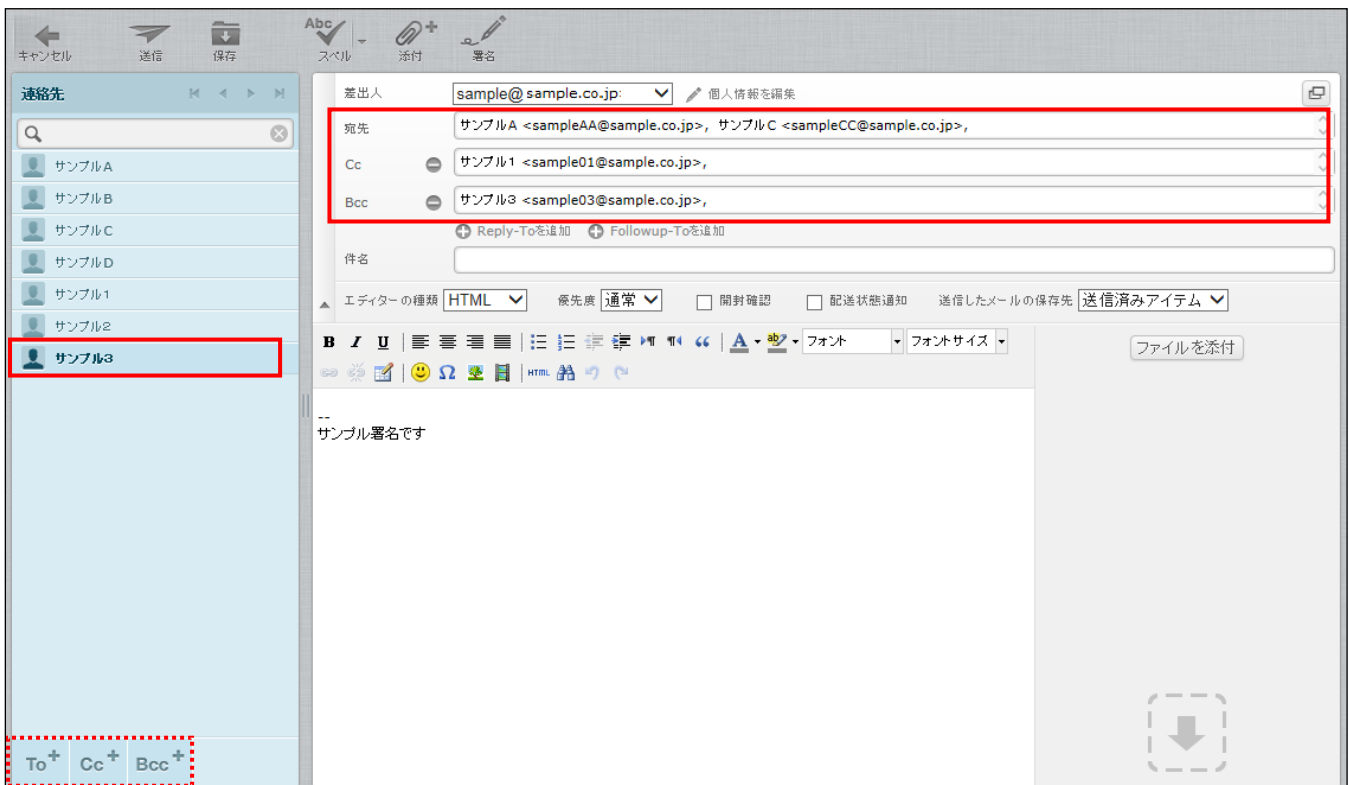 キャンセル 送信 保存 Abc スペル 添付 署名
連絡先
サンプルA
サンプルB
サンプルC
サンプルD
サンプル1
サンプル2
サンプル3
To+ Cc+ Bcc+
差出人 sample@sample.co.jp: 個人情報を編集
宛先 サンプルA <sampleAA@sample.co.jp>, サンプルC <sampleCC@sample.co.jp>,
Cc サンプル1 <sample01@sample.co.jp>,
Bcc サンプル3 <sample03@sample.co.jp>,
Reply-Toを追加 Followup-Toを追加
件名
エディターの種類 HTML 優先度 通常 開封確認 配送状態通知 送信したメールの保存先 送信済みアイテム
B I U A ab フォント フォントサイズ
Ω HTML
ファイルを添付
--
サンプル署名です